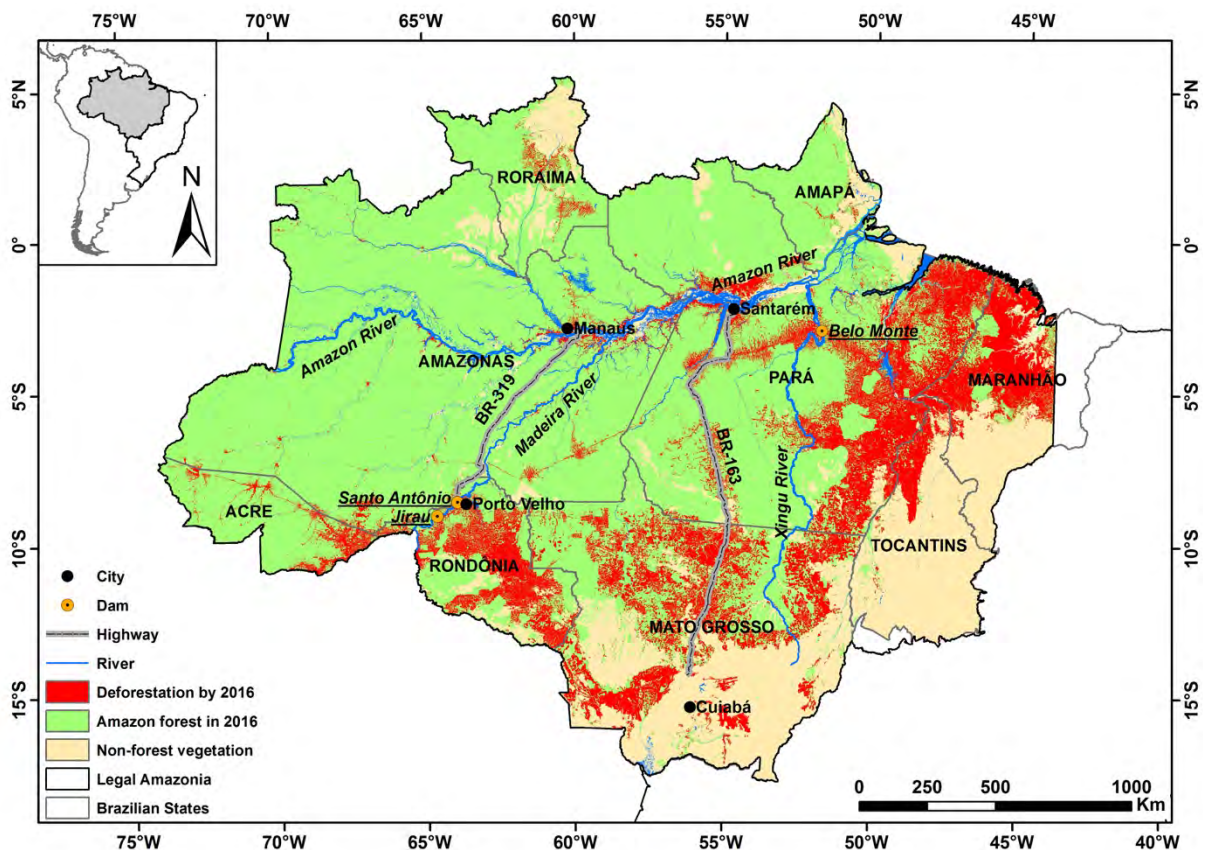 75°W 70°W 65°W 60°W 55°W 50°W 45°W
5°N 5°N
N
RORAIMA
AMAPÁ
0° 0°
Amazon River
Santarém
Manaus
Belo Monte
Amazon River
AMAZONAS
PARÁ
MARANHÃO
5°S 5°S
BR-319
Madeira River
BR-163
Xingu River
Santo Antônio
Porto Velho
ACRE
Jirau
TOCANTINS
10°S 10°S
RONDÔNIA
MATO GROSSO
Cuiabá
15°S 15°S
City
Dam
Highway
River
Deforestation by 2016
Amazon forest in 2016
Non-forest vegetation
Legal Amazonia
Brazilian States
0 250 500 1000
Km
75°W 70°W 65°W 60°W 55°W 50°W 45°W 40°W